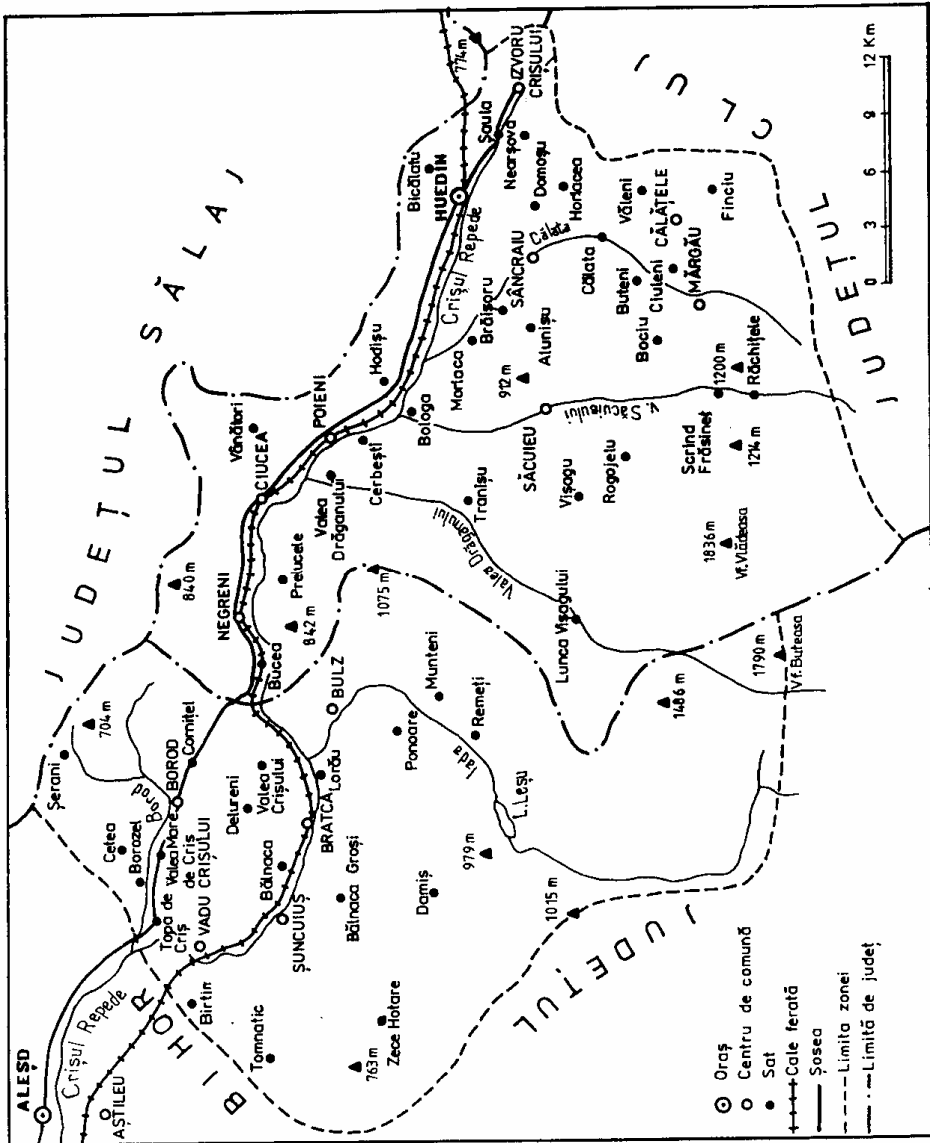 JUDEȚUL SĂLAJ
JUDEȚUL CLUJ
JUDEȚUL
BIHOR
ALEȘD
AȘTILEU
Crișul Repede
Birtin
Tomnatic
Zece Hotare
763 m
Șerani
704 m
Cetea
Borozel
Borod
BOROD
Cornițel
Topa de
Criș
Valea Mare
de Criș
VADU CRIȘULUI
Delureni
Valea
Crișului
Bălnaca
ȘUNCUIUȘ
BRATCA
Lorău
Bălnaca Groși
Damiș
979 m
1015 m
L. Leșu
Iada
BULZ
Munteni
Ponoare
Remeți
Bucea
NEGRENI
840 m
842 m
Prelucele
1075 m
CIUCEA
Vânători
POIENI
Valea
Drăganului
Cerbești
Hodișu
Bologa
Tranișu
Valea Drăganului
Lunca Vișagului
Vișagu
Rogojelu
SĂCUIEU
V. Săcuieului
Scrind
Frăsinet
1214 m
1200 m
Răchițele
1836 m
Vf. Vlădeasa
1486 m
1790 m
Vf. Buteasa
HUEDIN
Bicălatu
774 m
Șaula
IZVORU
CRIȘULUI
Crișu/ Repede
Nearșova
Domoșu
Horlacea
Morlaca
Brăișoru
SÂNCRAIU
Călata
Alunișu
912 m
Călata
Văleni
CĂLĂȚELE
Finciu
Buteni
Ciuleni
MĂRGĂU
Bociu
0 3 6 9 12 Km
Oraș
Centru de comună
Sat
Cale ferată
Șosea
Limita zonei
Limită de județ